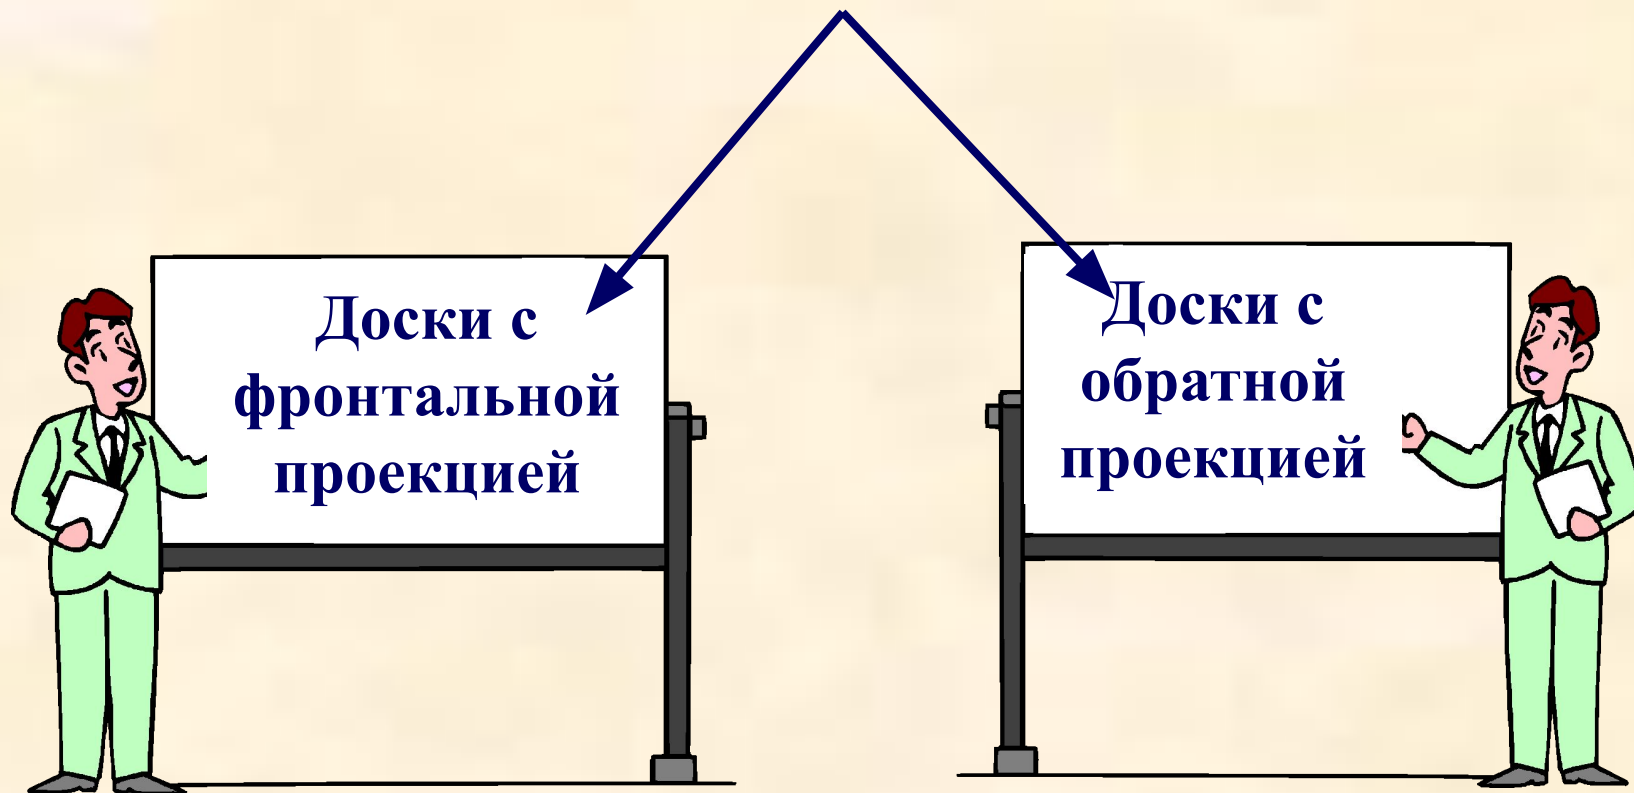 Доски с
фронтальной
проекцией
Доски с
обратной
проекцией